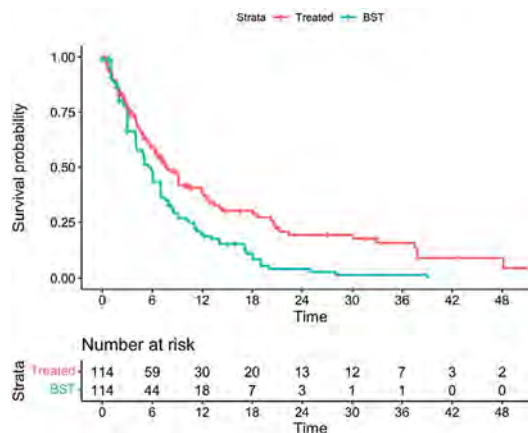 Strata Treated BST
Survival probability
1.00
0.75
0.50
0.25
0.00
0 6 12 18 24 30 36 42 48
Time
Number at risk
Strata
Treated 114 59 30 20 13 12 7 3 2
BST 114 44 18 7 3 1 1 0 0
0 6 12 18 24 30 36 42 48
Time